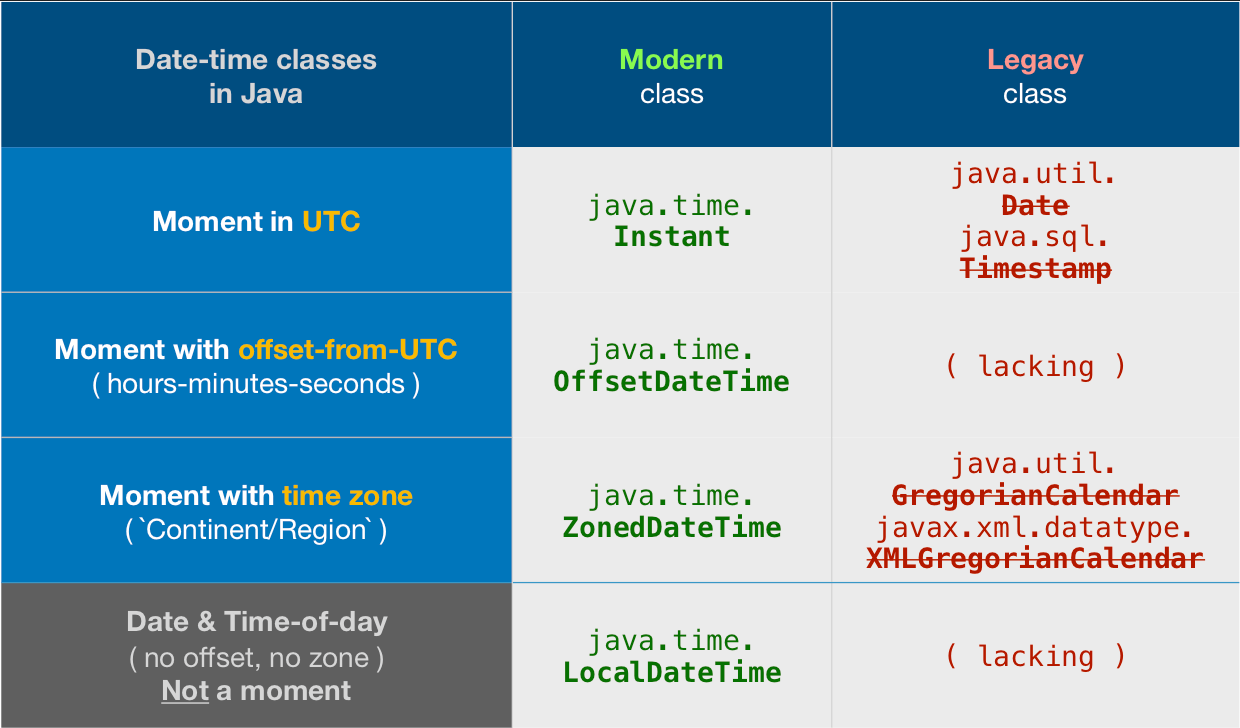 Date-time classes
in Java
Modern
class
Legacy
class
Moment in UTC
java.time.
Instant
java.util.
Date
java.sql.
Timestamp
Moment with offset-from-UTC
( hours-minutes-seconds )
java.time.
OffsetDateTime
( lacking )
Moment with time zone
( `Continent/Region` )
java.time.
ZonedDateTime
java.util.
GregorianCalendar
javax.xml.datatype.
XMLGregorianCalendar
Date & Time-of-day
( no offset, no zone )
Not a moment
java.time.
LocalDateTime
( lacking )